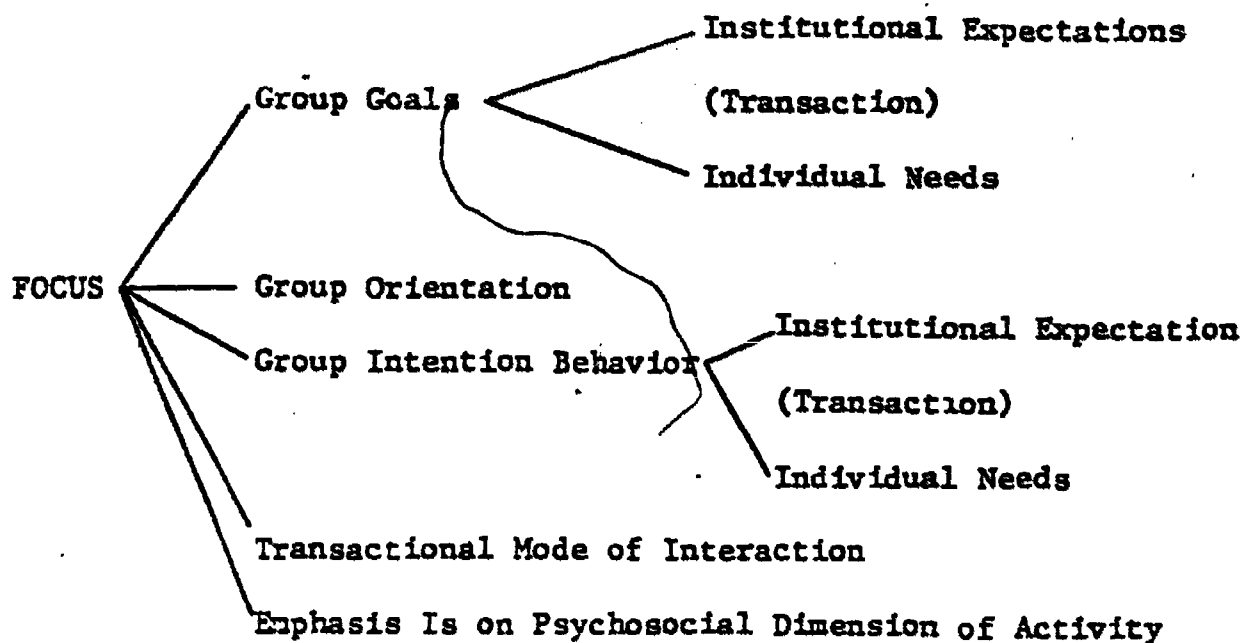 Institutional Expectations
Group Goals
(Transaction)
Individual Needs
FOCUS
Group Orientation
Institutional Expectation
Group Intention Behavior
(Transaction)
Individual Needs
Transactional Mode of Interaction
Emphasis Is on Psychosocial Dimension of Activity